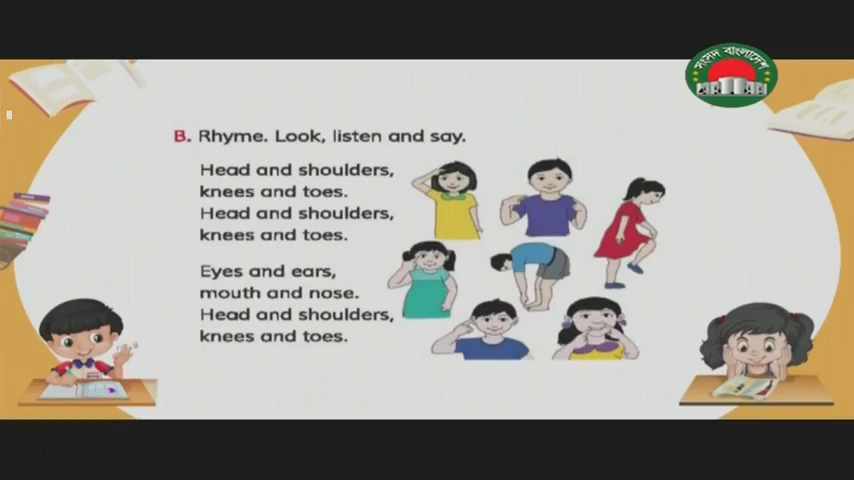 সংসদ বাংলাদেশ
B. Rhyme. Look, listen and say.
Head and shoulders,
knees and toes.
Head and shoulders,
knees and toes.
Eyes and ears,
mouth and nose.
Head and shoulders,
knees and toes.